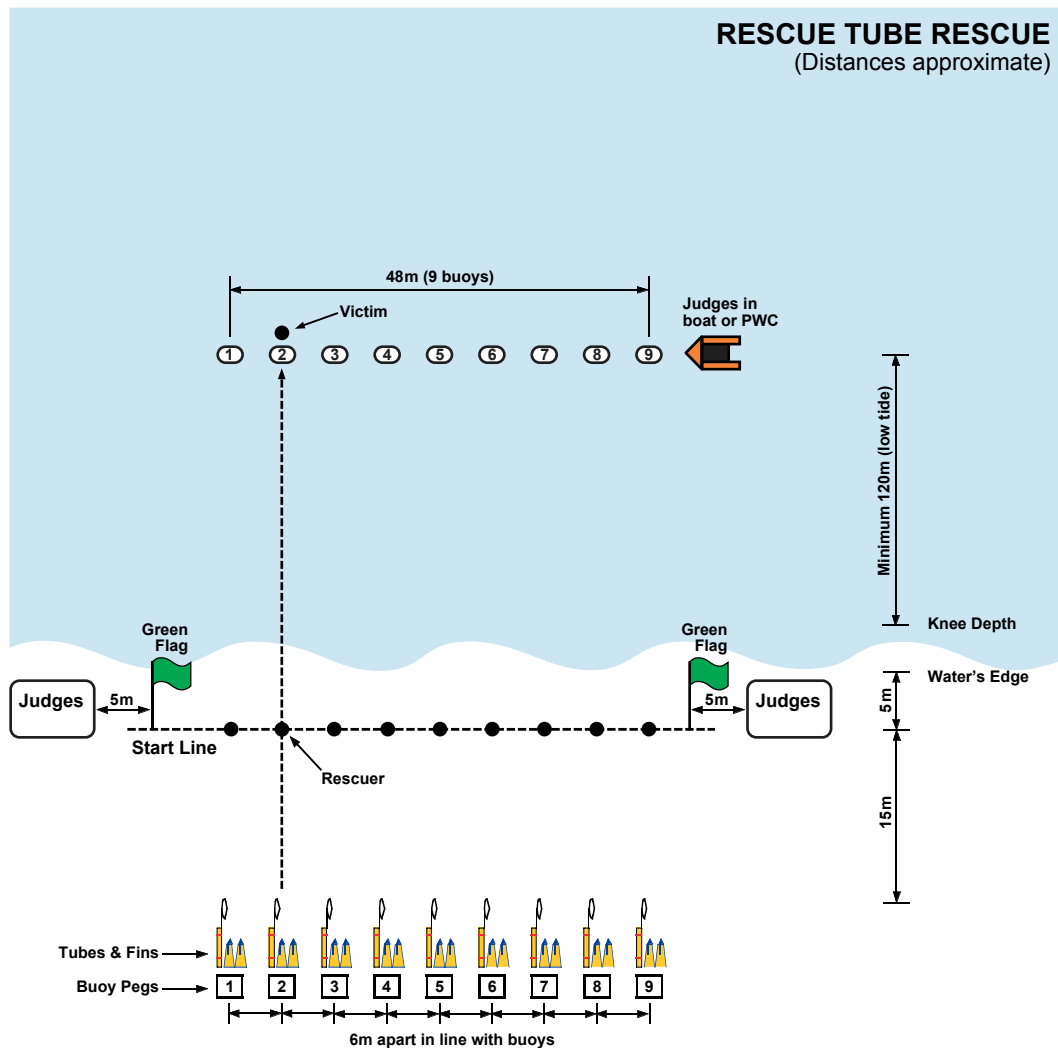 RESCUE TUBE RESCUE
(Distances approximate)
48m (9 buoys)
Victim
Judges in
boat or PWC
1 2 3 4 5 6 7 8 9
Minimum 120m (low tide)
Knee Depth
Green
Flag
Green
Flag
Water's Edge
Judges
5m
5m
Judges
5m
Start Line
Rescuer
15m
Tubes & Fins
Buoy Pegs
1 2 3 4 5 6 7 8 9
6m apart in line with buoys